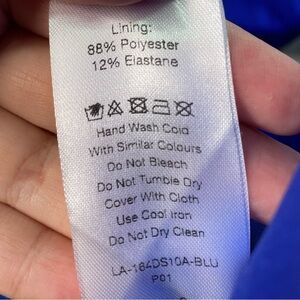 Lining:
88% Polyester
12% Elastane
Hand Wash Cold
With Similar Colours
Do Not Bleach
Do Not Tumble Dry
Cover With Cloth
Use Cool Iron
Do Not Dry Clean
LA-184DS10A-BLU
P01